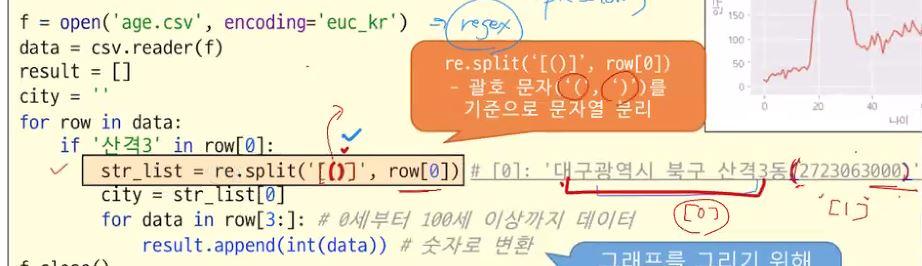 f = open('age.csv', encoding='euc_kr')
regex
data = csv.reader(f)
result = []
city = ''
for row in data:
if '산격3' in row[0]:
str_list = re.split('[()]', row[0]) # [0]: '대구광역시 북구 산격3동(2723063000)
[0]
[1]
city = str_list[0]
for data in row[3:]: # 0세부터 100세 이상까지 데이터
result.append(int(data)) # 숫자로 변환
f.close()
re.split('[()]', row[0])
- 괄호 문자('(', ')')를
기준으로 문자열 분리
그래프를 그리기 위해
150
100
50
0
0 20 40
나이